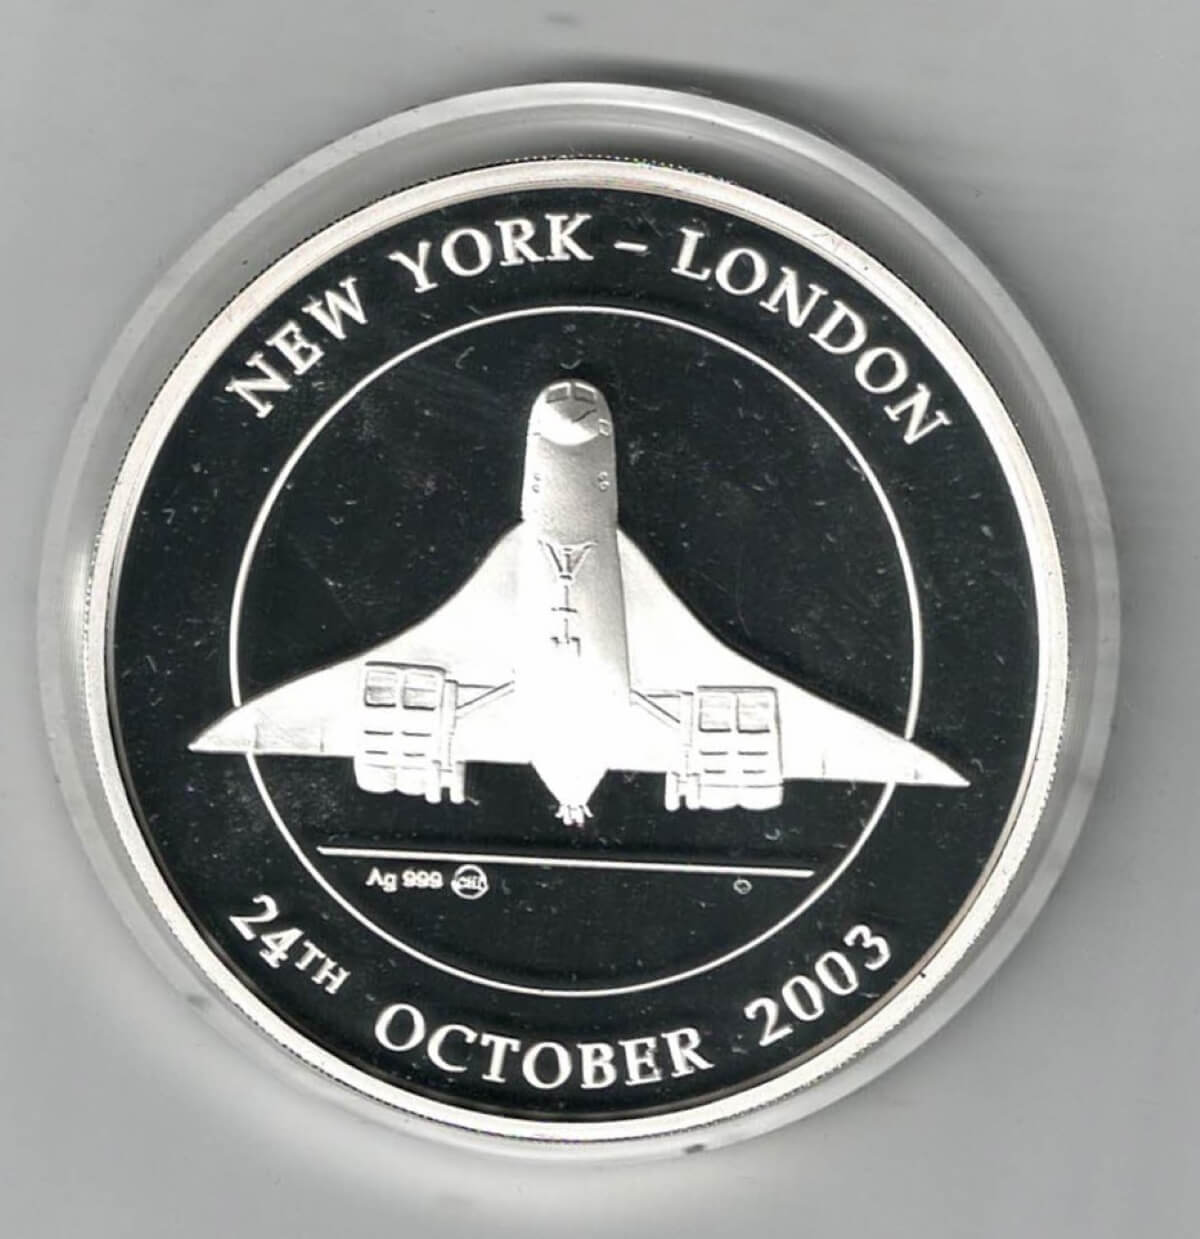 NEW YORK - LONDON
Ag 999
24TH OCTOBER 2003